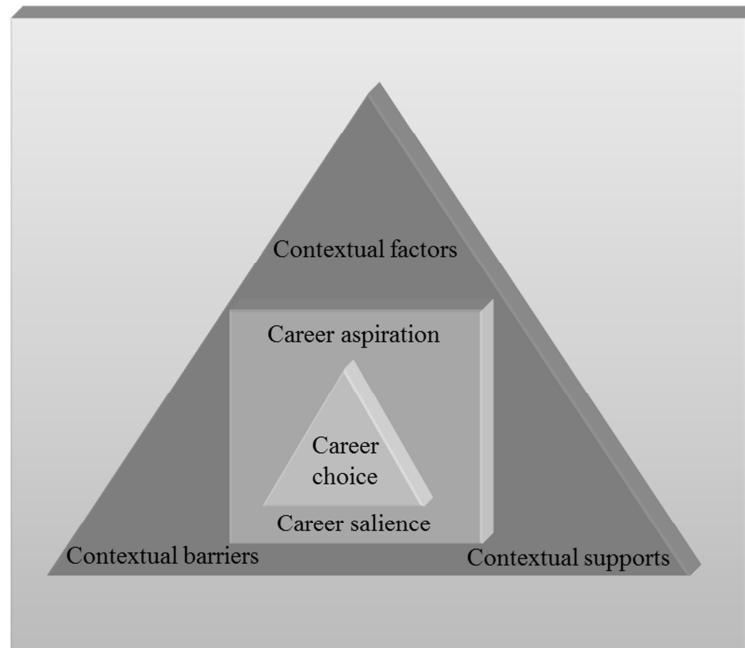 Contextual factors
Career aspiration
Career
choice
Career salience
Contextual barriers
Contextual supports